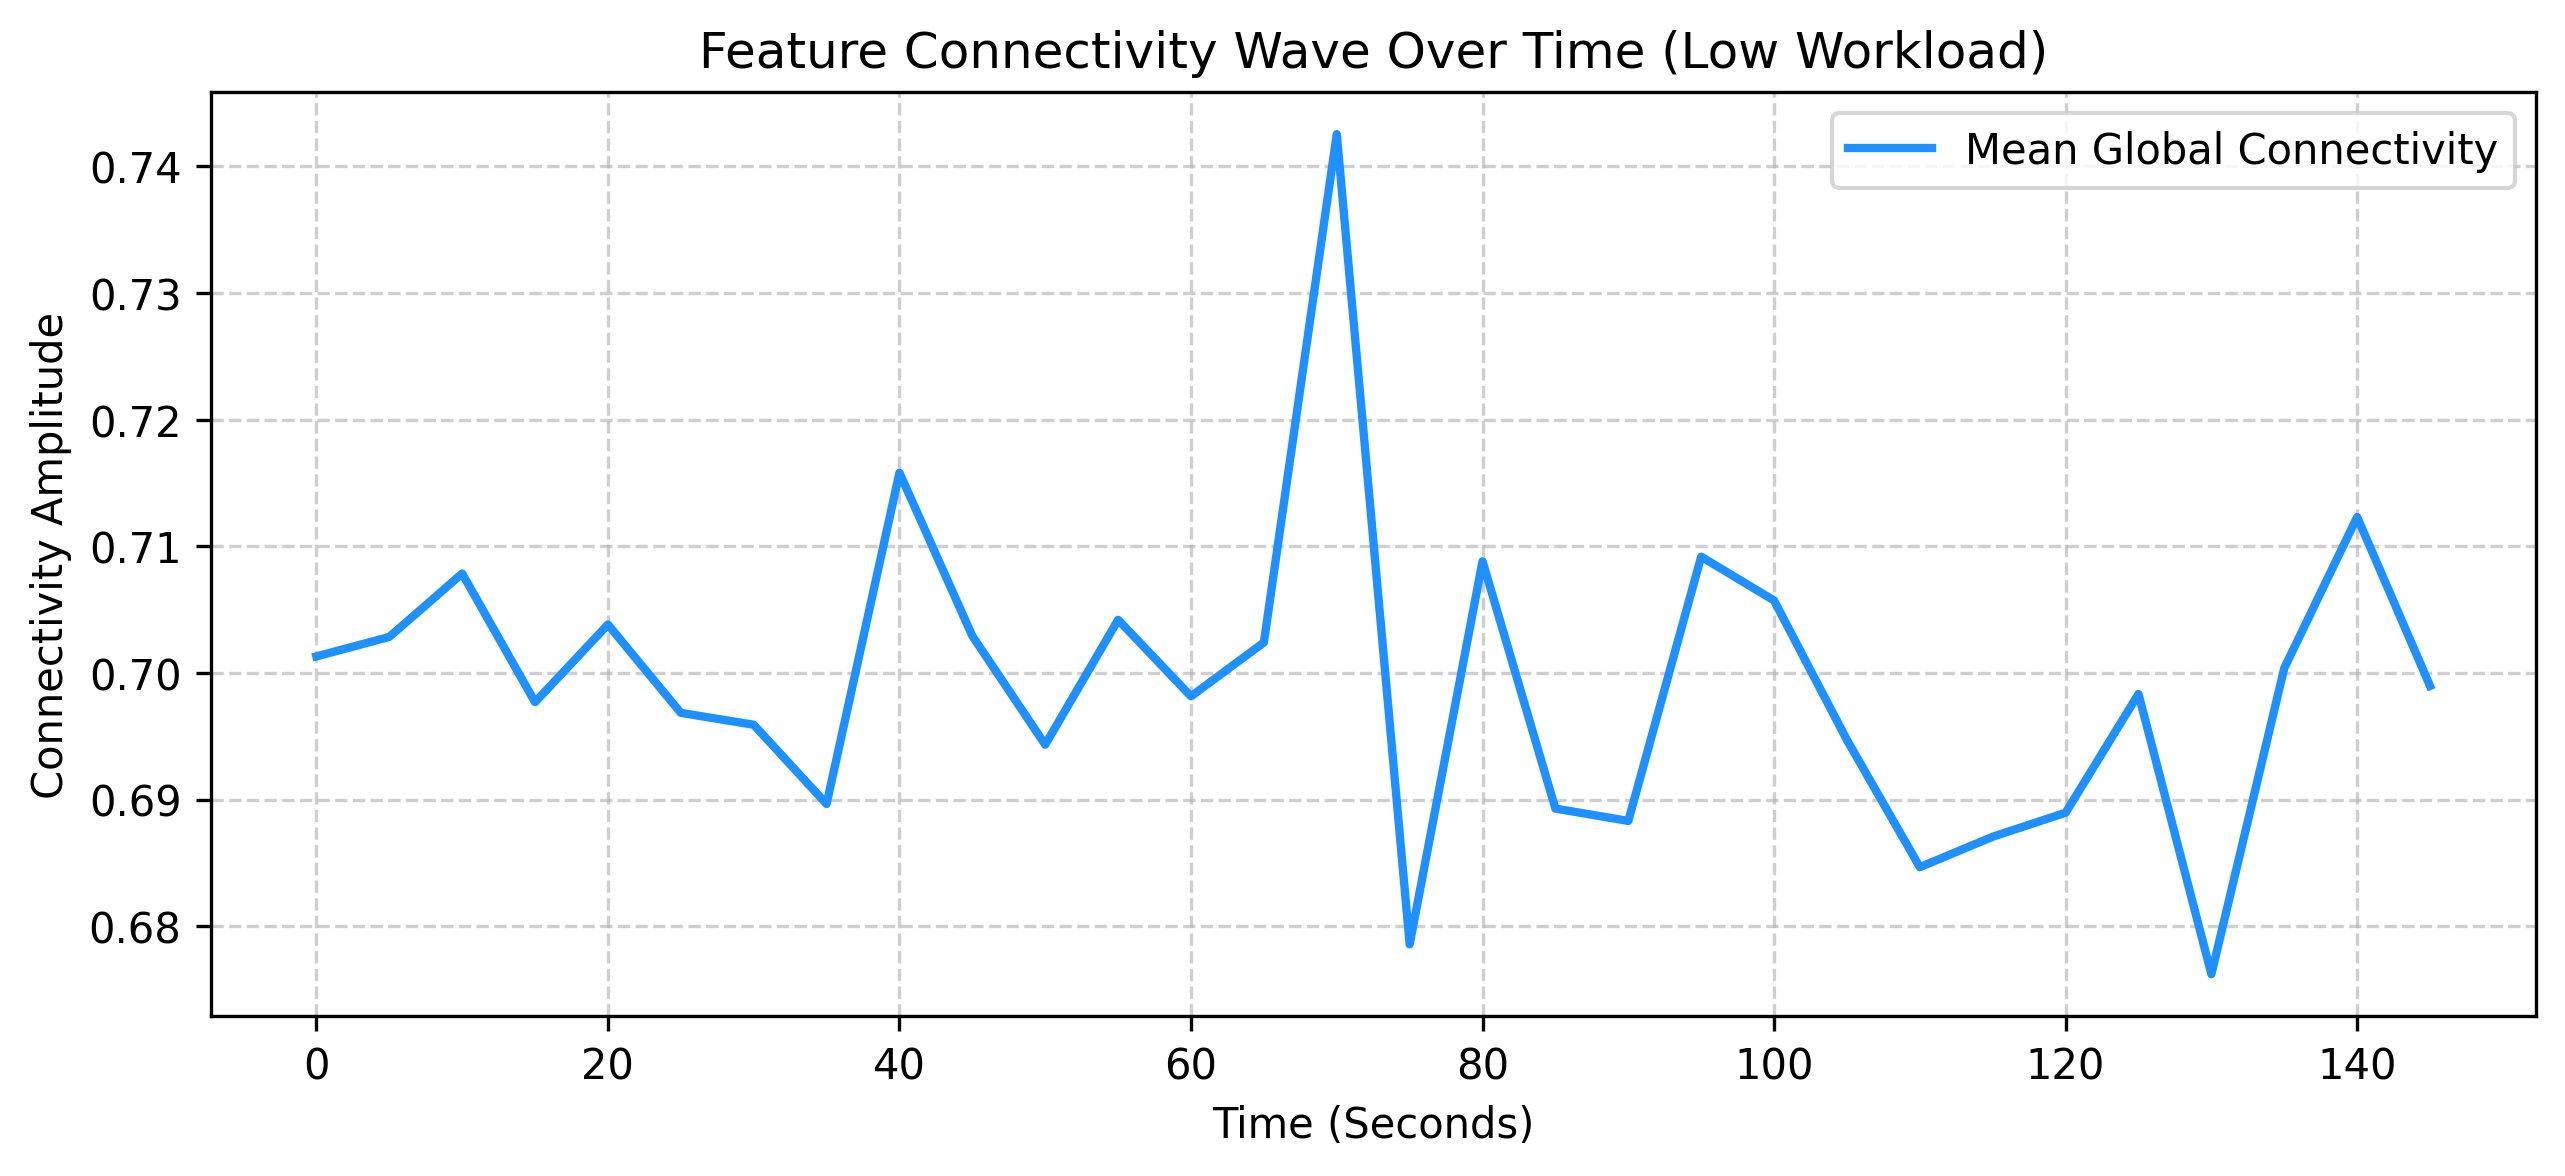 Feature Connectivity Wave Over Time (Low Workload)
Mean Global Connectivity
Connectivity Amplitude
0.74
0.73
0.72
0.71
0.70
0.69
0.68
0 20 40 60 80 100 120 140
Time (Seconds)